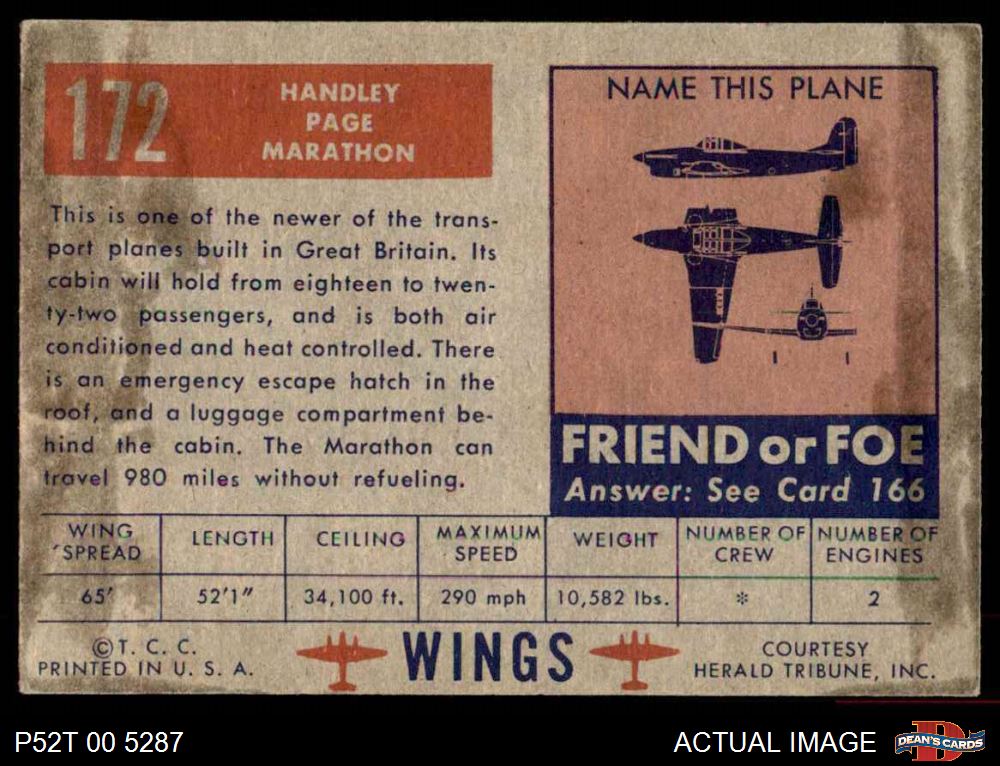 172
HANDLEY
PAGE
MARATHON
This is one of the newer of the trans-
port planes built in Great Britain. Its
cabin will hold from eighteen to twen-
ty-two passengers, and is both air
conditioned and heat controlled. There
is an emergency escape hatch in the
roof, and a luggage compartment be-
hind the cabin. The Marathon can
travel 980 miles without refueling.
NAME THIS PLANE
FRIEND or FOE
Answer: See Card 166
WING SPREAD LENGTH CEILING MAXIMUM SPEED WEIGHT NUMBER OF CREW NUMBER OF ENGINES
65' 52'1" 34,100 ft. 290 mph 10,582 lbs. * 2
©T. C. C.
PRINTED IN U. S. A.
WINGS
COURTESY
HERALD TRIBUNE, INC.
P52T 00 5287
ACTUAL IMAGE
DEAN'S CARDS